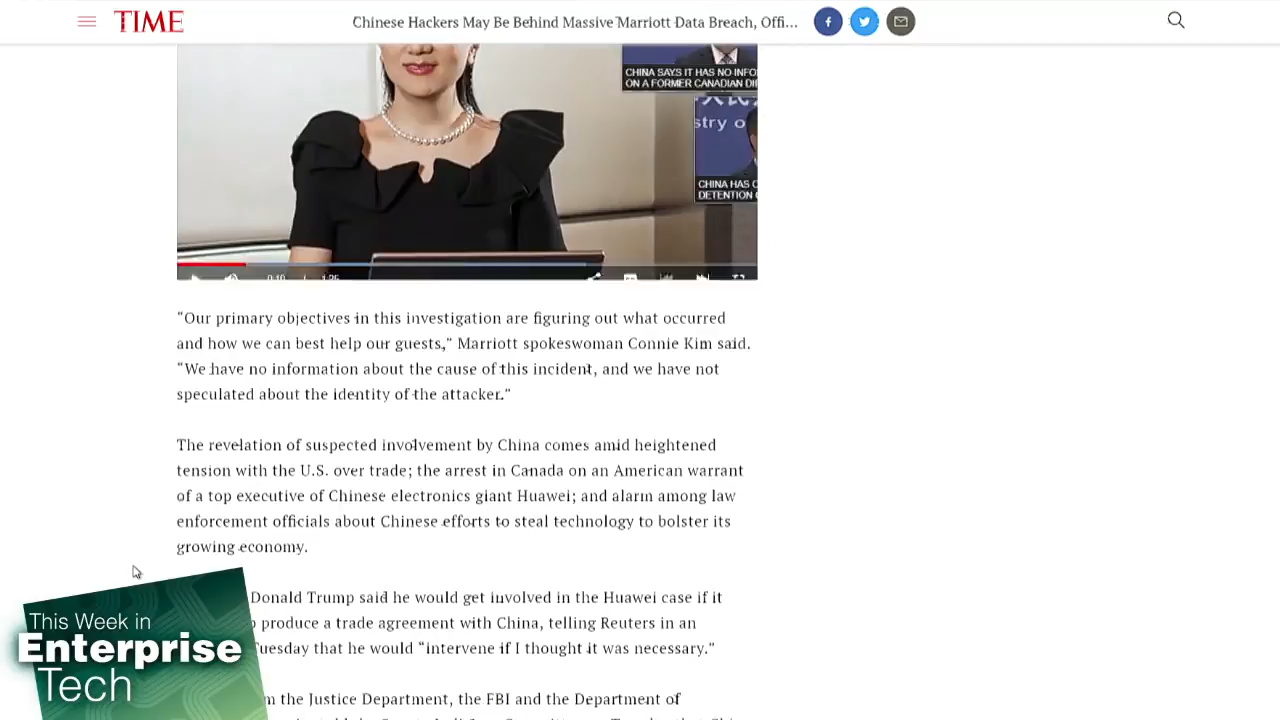 TIME
Chinese Hackers May Be Behind Massive Marriott Data Breach, Offi...
CHINA SAYS IT HAS NO INFO
ON A FORMER CANADIAN DI
stry o
CHINA HAS
DETENTION
0:10 / 1:25
“Our primary objectives in this investigation are figuring out what occurred
and how we can best help our guests,” Marriott spokeswoman Connie Kim said.
“We have no information about the cause of this incident, and we have not
speculated about the identity of the attacker.”
The revelation of suspected involvement by China comes amid heightened
tension with the U.S. over trade; the arrest in Canada on an American warrant
of a top executive of Chinese electronics giant Huawei; and alarm among law
enforcement officials about Chinese efforts to steal technology to bolster its
growing economy.
Donald Trump said he would get involved in the Huawei case if it
produce a trade agreement with China, telling Reuters in an
Tuesday that he would “intervene if I thought it was necessary.”
m the Justice Department, the FBI and the Department of
This Week in
Enterprise
Tech